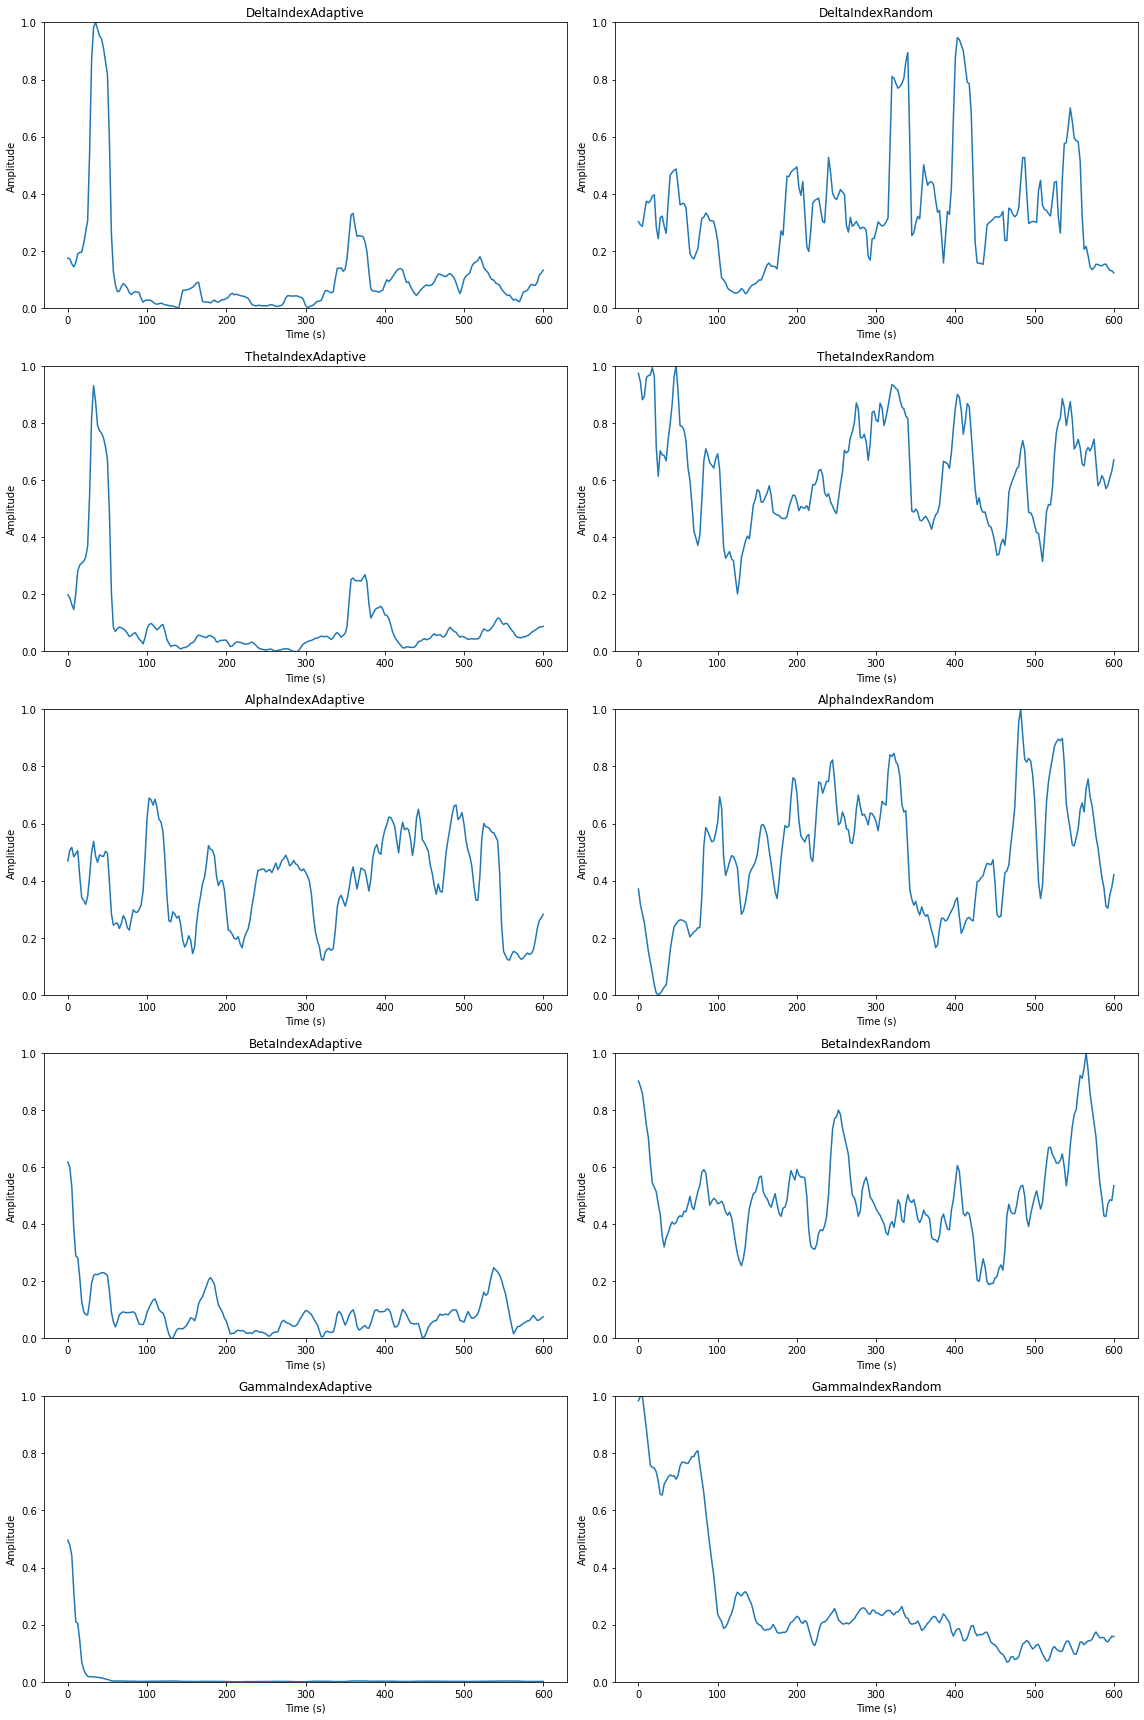 DeltaIndexAdaptive
1.0
0.8
0.6
0.4
0.2
0.0
Amplitude
0 100 200 300 400 500 600
Time (s)
DeltaIndexRandom
1.0
0.8
0.6
0.4
0.2
0.0
Amplitude
0 100 200 300 400 500 600
Time (s)
ThetaIndexAdaptive
1.0
0.8
0.6
0.4
0.2
0.0
Amplitude
0 100 200 300 400 500 600
Time (s)
ThetaIndexRandom
1.0
0.8
0.6
0.4
0.2
0.0
Amplitude
0 100 200 300 400 500 600
Time (s)
AlphaIndexAdaptive
1.0
0.8
0.6
0.4
0.2
0.0
Amplitude
0 100 200 300 400 500 600
Time (s)
AlphaIndexRandom
1.0
0.8
0.6
0.4
0.2
0.0
Amplitude
0 100 200 300 400 500 600
Time (s)
BetaIndexAdaptive
1.0
0.8
0.6
0.4
0.2
0.0
Amplitude
0 100 200 300 400 500 600
Time (s)
BetaIndexRandom
1.0
0.8
0.6
0.4
0.2
0.0
Amplitude
0 100 200 300 400 500 600
Time (s)
GammaIndexAdaptive
1.0
0.8
0.6
0.4
0.2
0.0
Amplitude
0 100 200 300 400 500 600
Time (s)
GammaIndexRandom
1.0
0.8
0.6
0.4
0.2
0.0
Amplitude
0 100 200 300 400 500 600
Time (s)